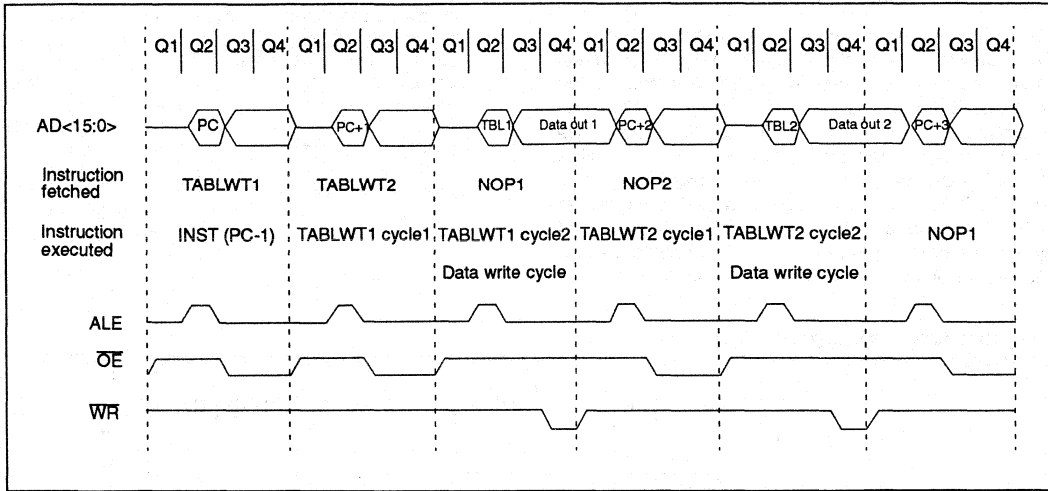 Q1 Q2 Q3 Q4 Q1 Q2 Q3 Q4 Q1 Q2 Q3 Q4 Q1 Q2 Q3 Q4 Q1 Q2 Q3 Q4 Q1 Q2 Q3 Q4
AD<15:0> PC PC+1 TBL1 Data out 1 PC+2 TBL2 Data out 2 PC+3
Instruction
fetched TABLWT1 TABLWT2 NOP1 NOP2
Instruction
executed INST (PC-1) TABLWT1 cycle1 TABLWT1 cycle2 TABLWT2 cycle1 TABLWT2 cycle2 NOP1
Data write cycle Data write cycle
ALE
OE
WR